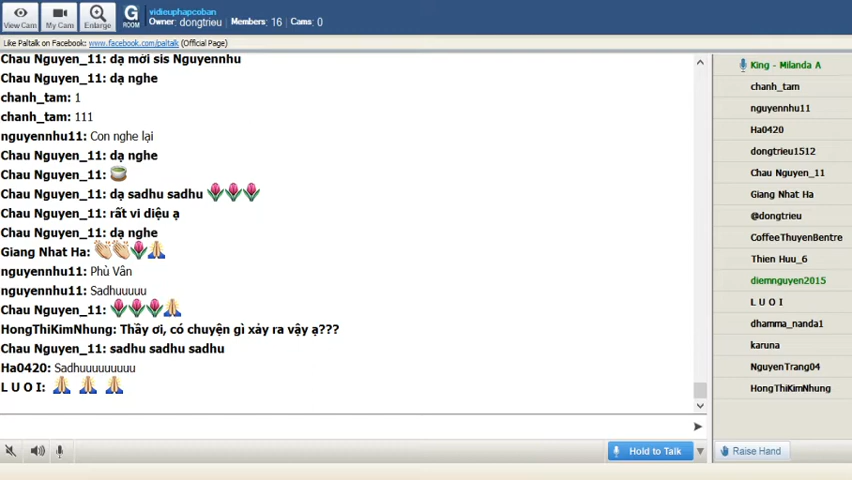 vidieuphapcoban
Owner: dongtrieu Members: 16 Cams: 0
View Cam My Cam Enlarge G ROOM
Like Paltalk on Facebook: www.facebook.com/paltalk (Official Page)
Chau Nguyen_11: dạ mời sis Nguyennhu
Chau Nguyen_11: dạ nghe
chanh_tam: 1
chanh_tam: 111
nguyennhu11: Con nghe lại
Chau Nguyen_11: dạ nghe
Chau Nguyen_11:
Chau Nguyen_11: dạ sadhu sadhu
Chau Nguyen_11: rất vi diệu ạ
Chau Nguyen_11: dạ nghe
Giang Nhat Ha:
nguyennhu11: Phù Vân
nguyennhu11: Sadhuuuuu
Chau Nguyen_11:
HongThiKimNhung: Thầy ơi, có chuyện gì xảy ra vậy ạ???
Chau Nguyen_11: sadhu sadhu sadhu
Ha0420: Sadhuuuuuuuuu
L U O I:
King - Milanda A
chanh_tam
nguyennhu11
Ha0420
dongtrieu1512
Chau Nguyen_11
Giang Nhat Ha
@dongtrieu
CoffeeThuyenBentre
Thien Huu_6
diemnguyen2015
L U O I
dhamma_nanda1
karuna
NguyenTrang04
HongThiKimNhung
Hold to Talk
Raise Hand